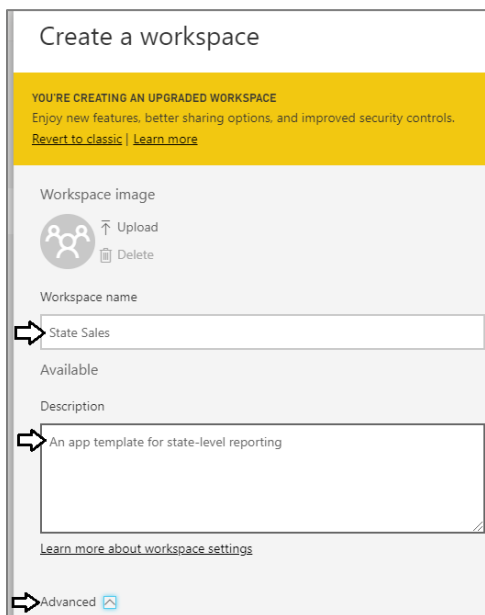 Create a workspace
YOU'RE CREATING AN UPGRADED WORKSPACE
Enjoy new features, better sharing options, and improved security controls.
Revert to classic | Learn more
Workspace image
Upload
Delete
Workspace name
State Sales
Available
Description
An app template for state-level reporting
Learn more about workspace settings
Advanced